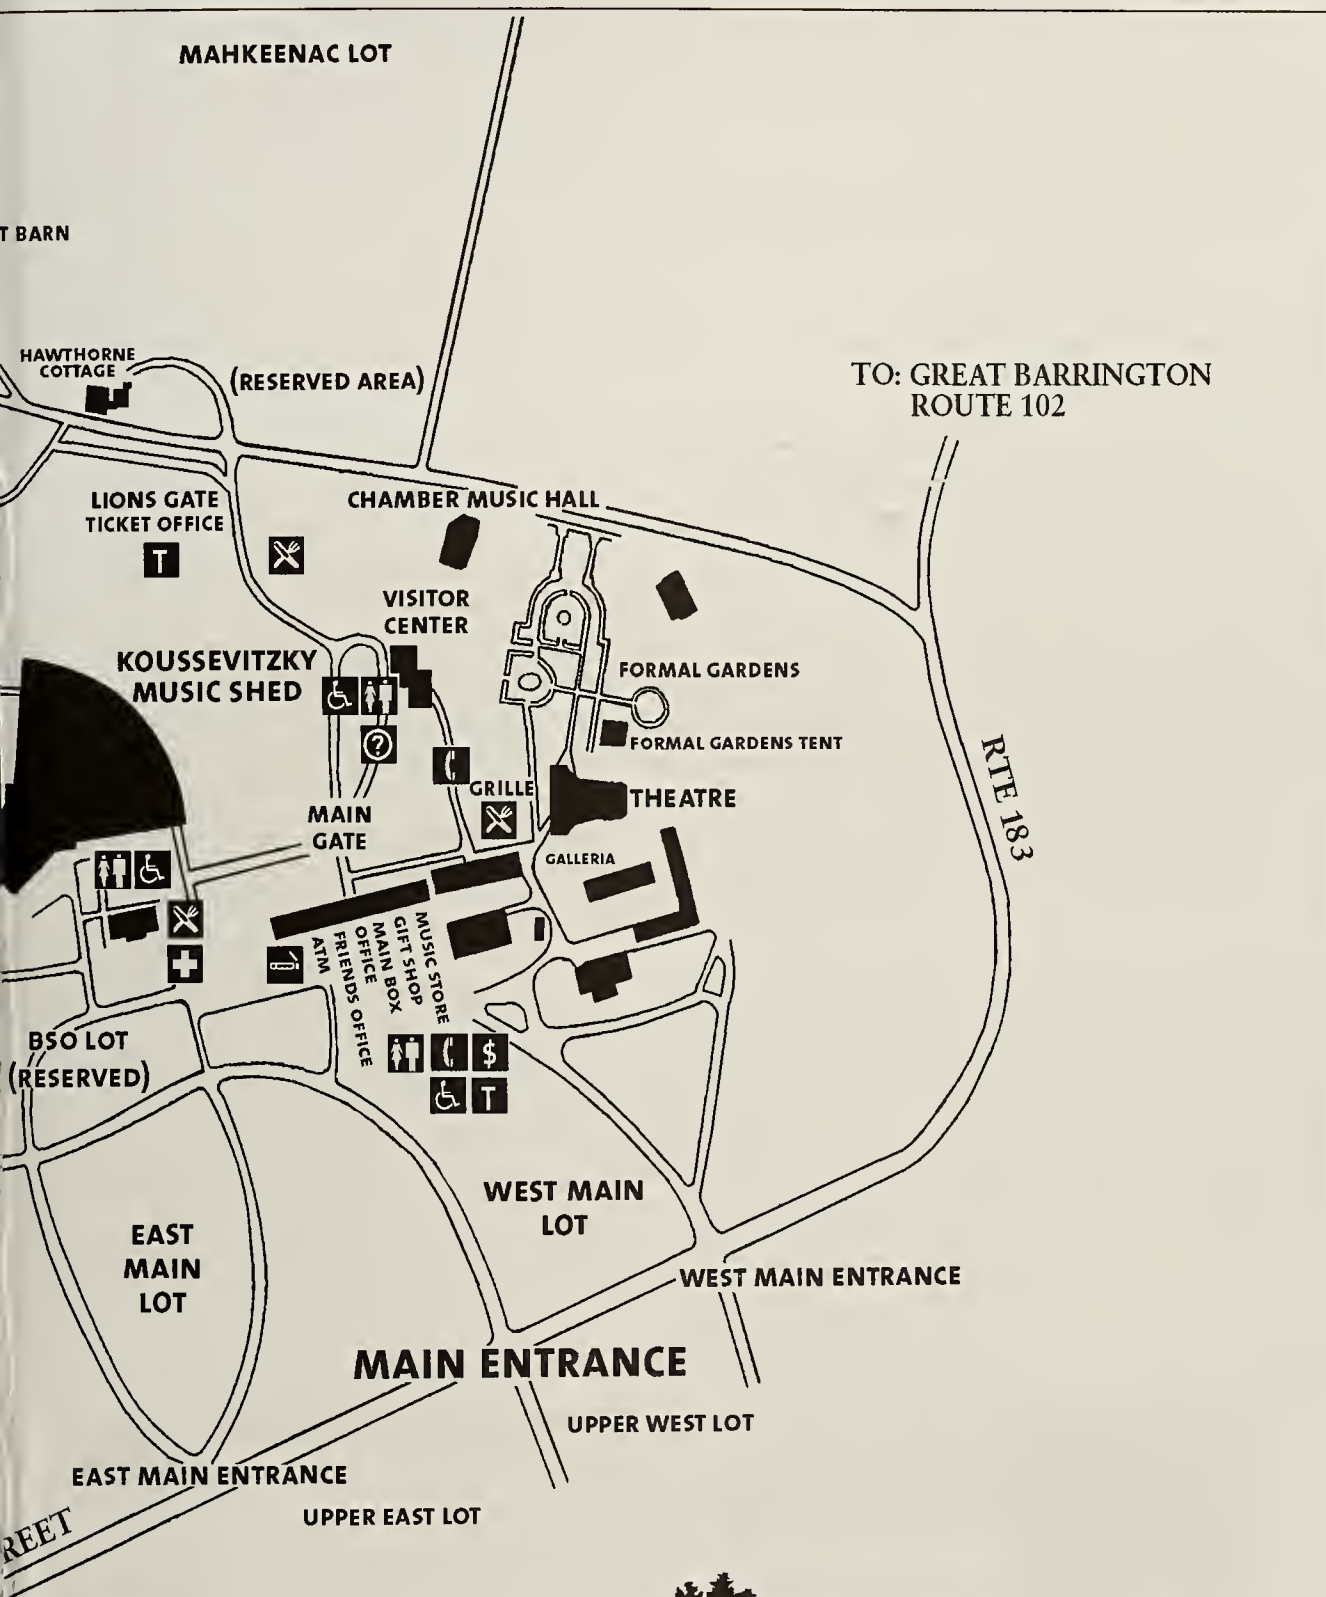 MAHKEENAC LOT
T BARN
HAWTHORNE
COTTAGE
(RESERVED AREA)
TO: GREAT BARRINGTON
ROUTE 102
LIONS GATE
TICKET OFFICE
T
CHAMBER MUSIC HALL
VISITOR
CENTER
KOUSSEVITZKY
MUSIC SHED
?
FORMAL GARDENS
FORMAL GARDENS TENT
RTE 183
GRILLE
THEATRE
MAIN
GATE
GALLERIA
MUSIC STORE
GIFT SHOP
MAIN BOX
OFFICE
FRIENDS OFFICE
ATM
BSO LOT
(RESERVED)
$
T
WEST MAIN
LOT
EAST
MAIN
LOT
WEST MAIN ENTRANCE
MAIN ENTRANCE
UPPER WEST LOT
EAST MAIN ENTRANCE
UPPER EAST LOT
REET